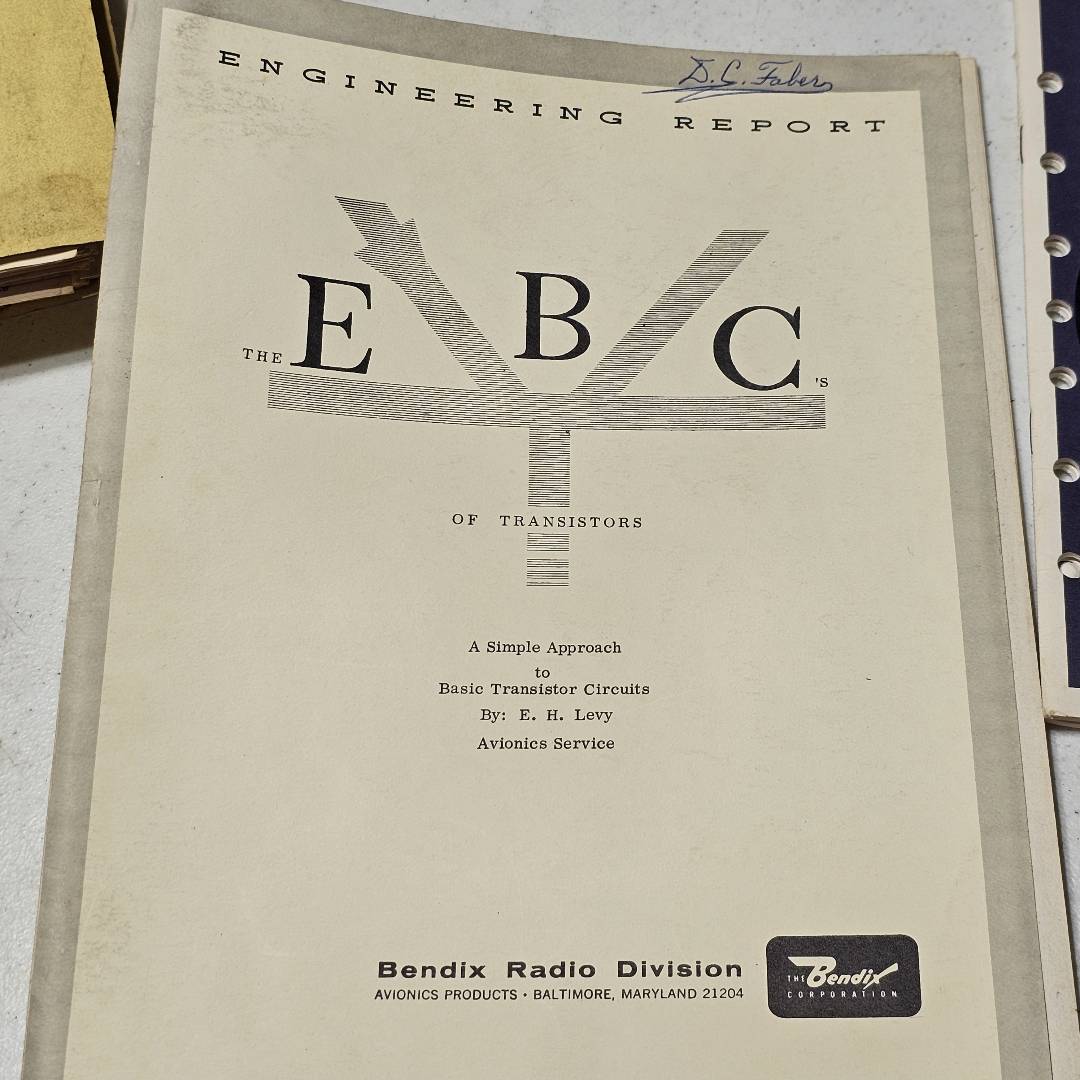 D.C. Faber
ENGINEERING REPORT
THE E B C 'S
OF TRANSISTORS
A Simple Approach
to
Basic Transistor Circuits
By: E. H. Levy
Avionics Service
Bendix Radio Division
AVIONICS PRODUCTS • BALTIMORE, MARYLAND 21204
THE Bendix
CORPORATION